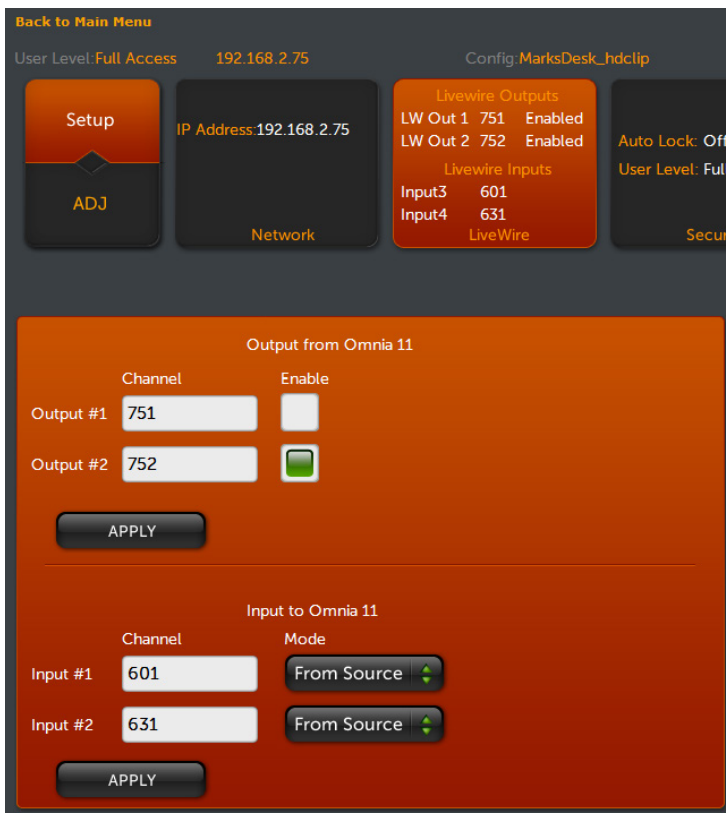 Back to Main Menu
User Level:Full Access 192.168.2.75 Config:MarksDesk_hdclip
Setup
ADJ
IP Address:192.168.2.75
Network
Livewire Outputs
LW Out 1 751 Enabled
LW Out 2 752 Enabled
Livewire Inputs
Input3 601
Input4 631
LiveWire
Auto Lock: Off
User Level: Full
Secur
Output from Omnia 11
Channel Enable
Output #1 751
Output #2 752
APPLY
Input to Omnia 11
Channel Mode
Input #1 601 From Source
Input #2 631 From Source
APPLY